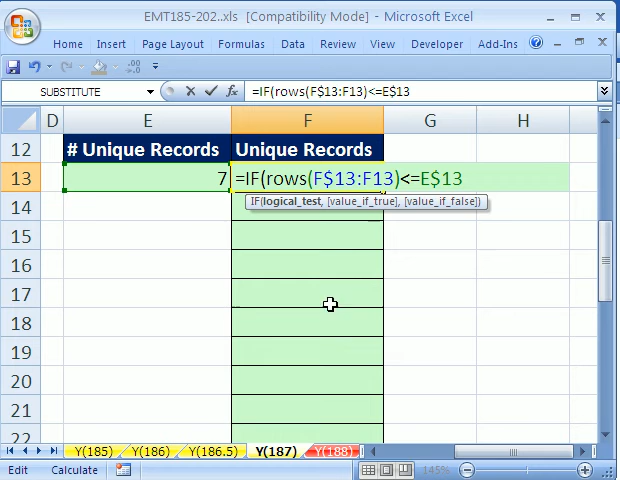 EMT185-202..xls [Compatibility Mode] - Microsoft Excel
Home Insert Page Layout Formulas Data Review View Developer Add-Ins
SUBSTITUTE fx =IF(rows(F$13:F13)<=E$13
D E F G H
12 # Unique Records Unique Records
13 7 =IF(rows(F$13:F13)<=E$13
14 IF(logical_test, [value_if_true], [value_if_false])
15
16
17
18
19
20
21
22
Y(185) Y(186) Y(186.5) Y(187) Y(188)
Edit Calculate 145%